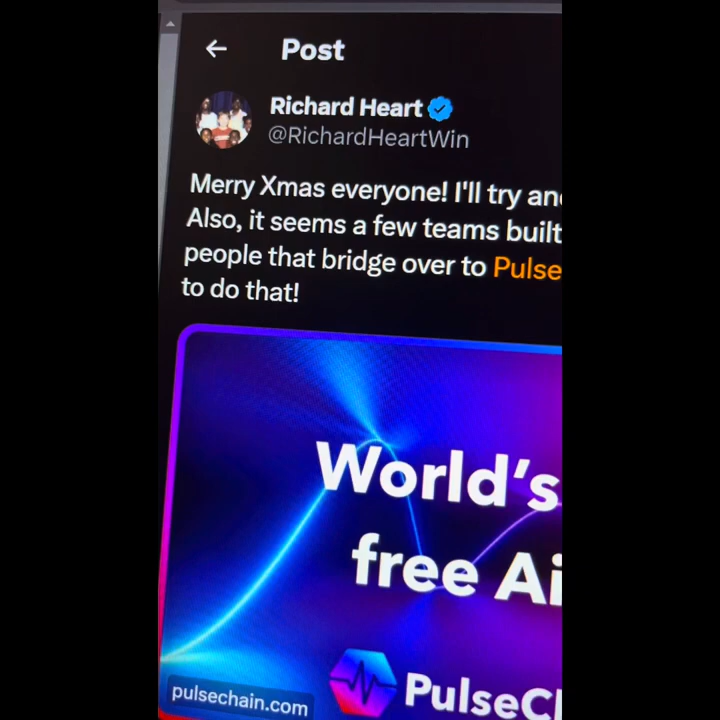 Post
Richard Heart
@RichardHeartWin
Merry Xmas everyone! I'll try an
Also, it seems a few teams built
people that bridge over to Pulse
to do that!
World's
free Ai
PulseC
pulsechain.com